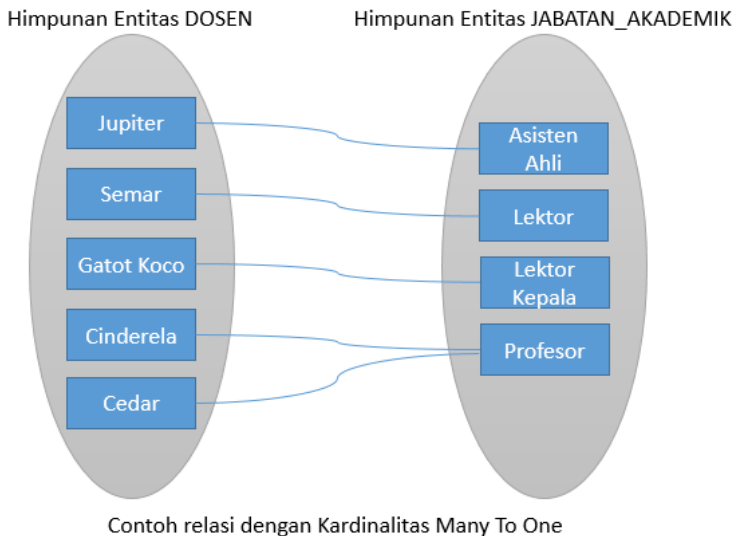 Himpunan Entitas DOSEN
Himpunan Entitas JABATAN_AKADEMIK
Jupiter
Semar
Gatot Koco
Cinderela
Cedar
Asisten
Ahli
Lektor
Lektor
Kepala
Profesor
Contoh relasi dengan Kardinalitas Many To One